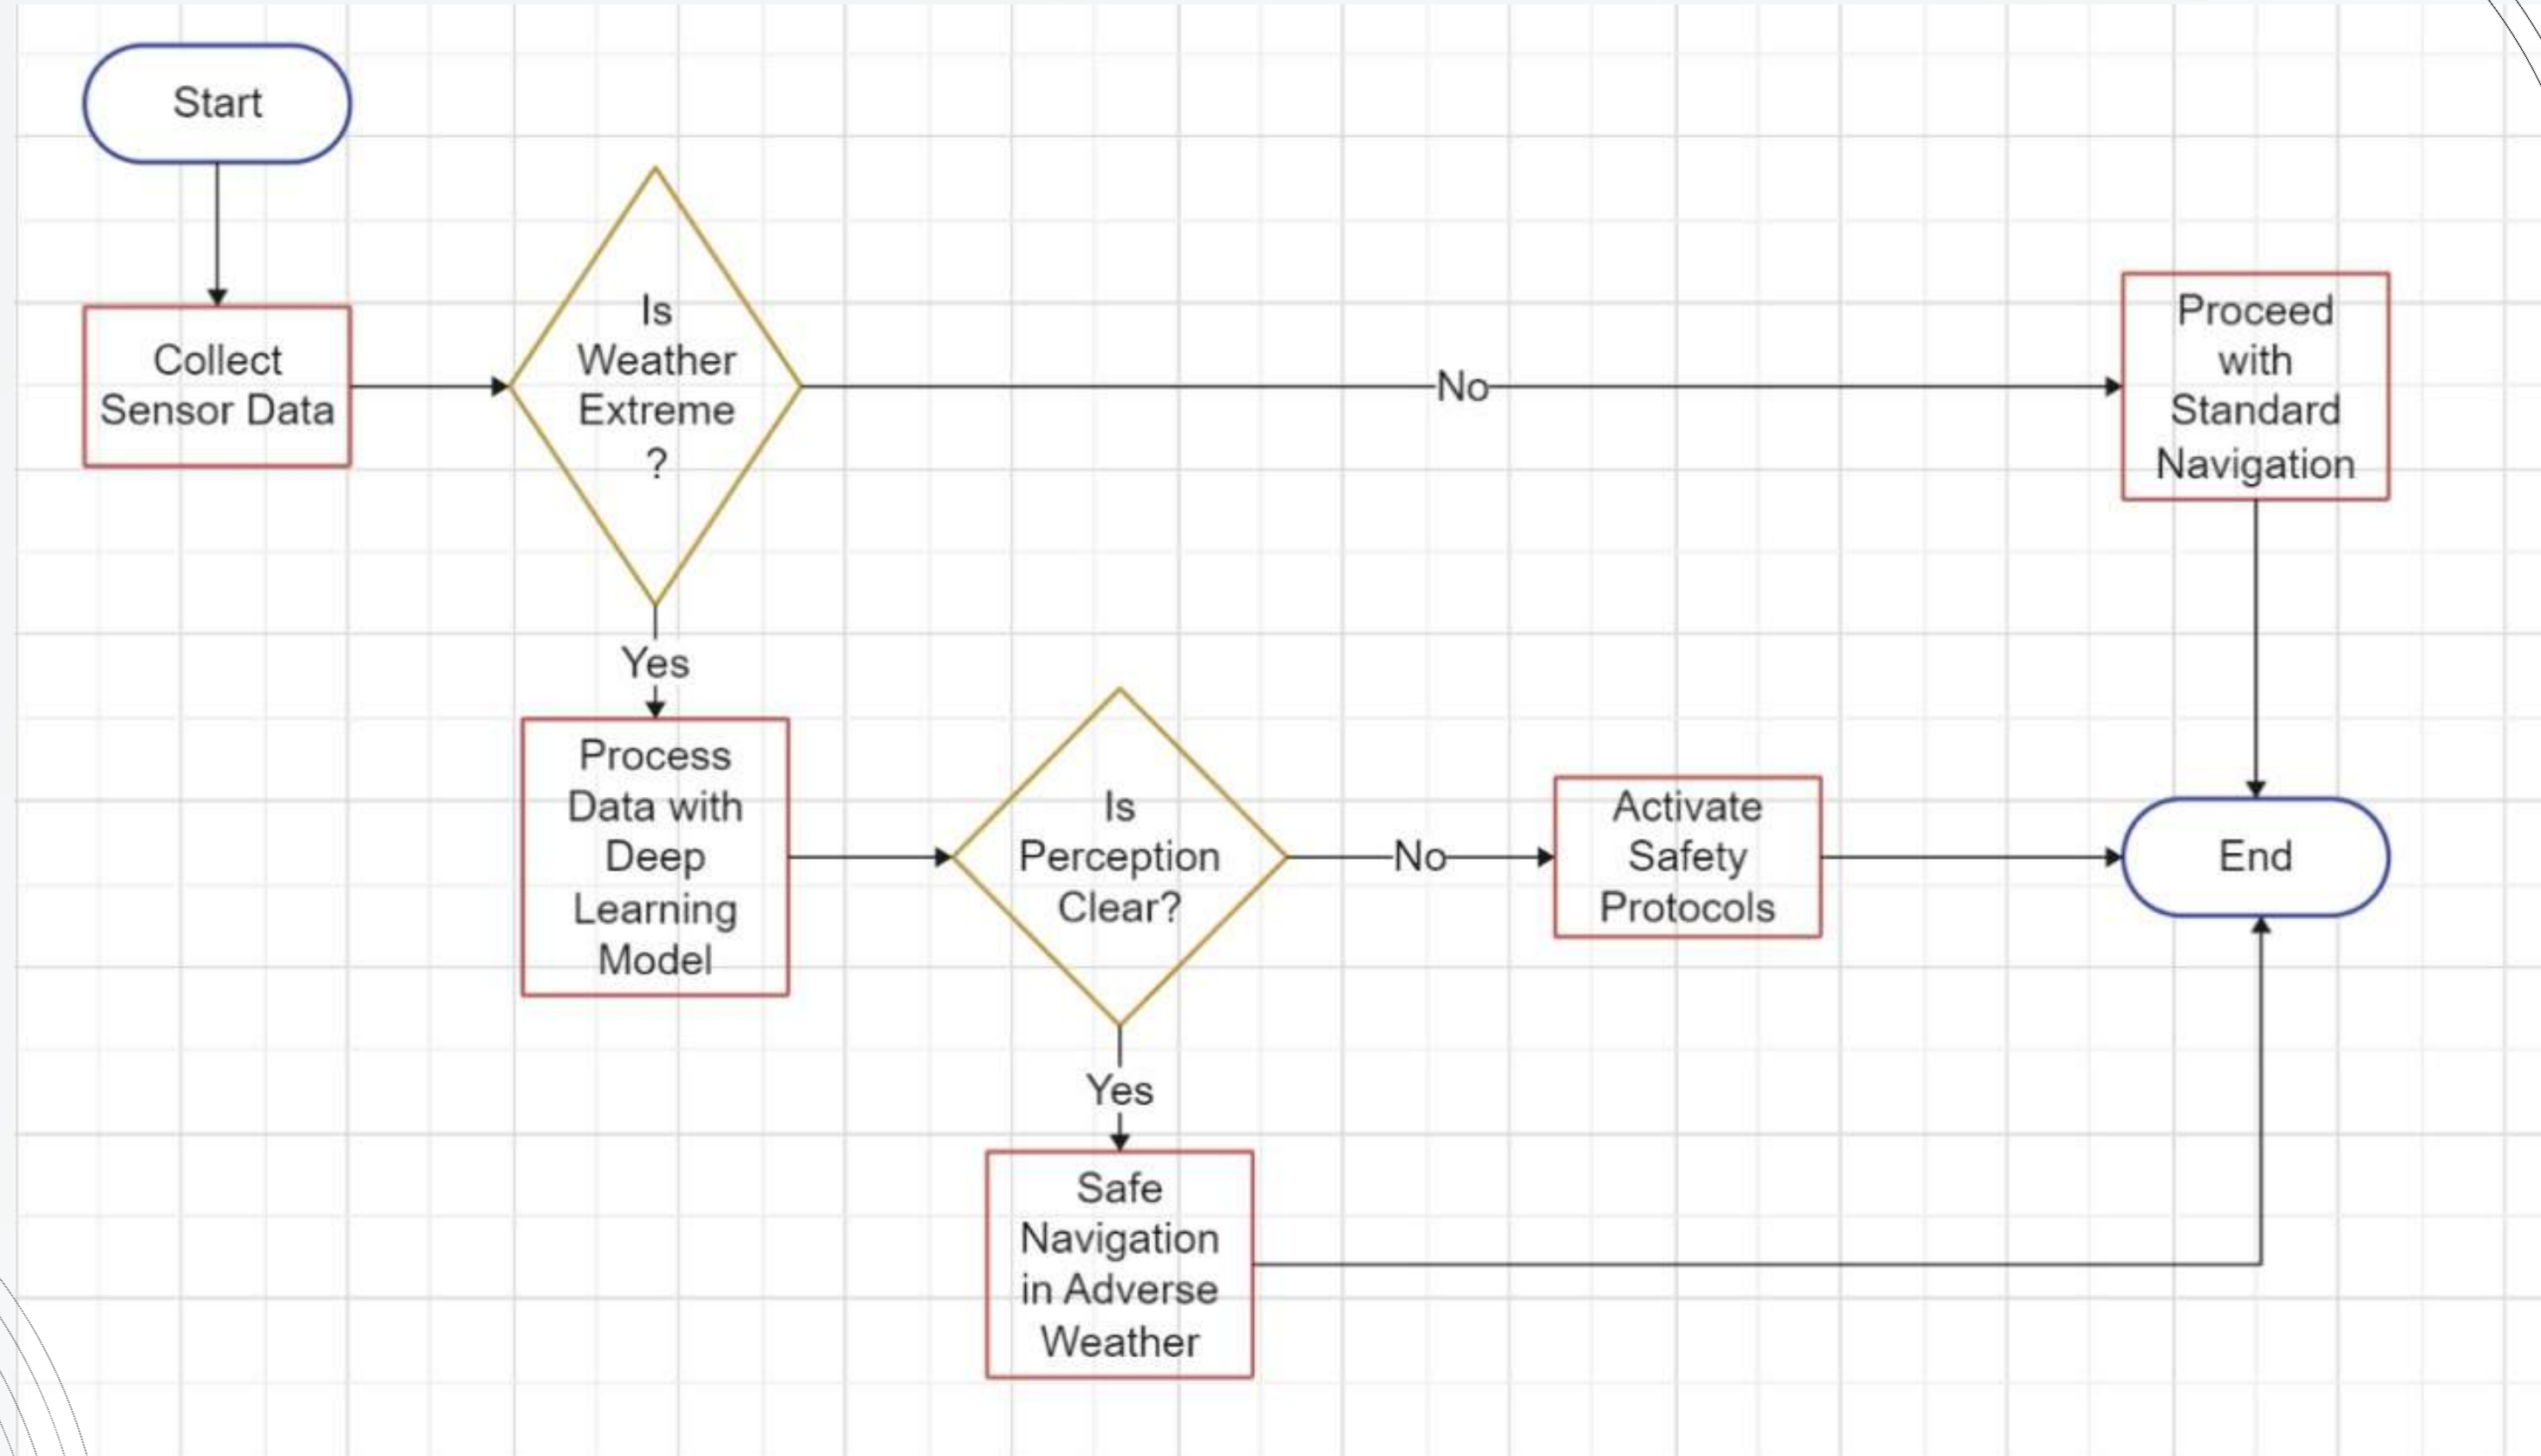 Start
Collect
Sensor Data
Is
Weather
Extreme
?
No
Proceed
with
Standard
Navigation
Yes
Process
Data with
Deep
Learning
Model
Is
Perception
Clear?
No
Activate
Safety
Protocols
End
Yes
Safe
Navigation
in Adverse
Weather